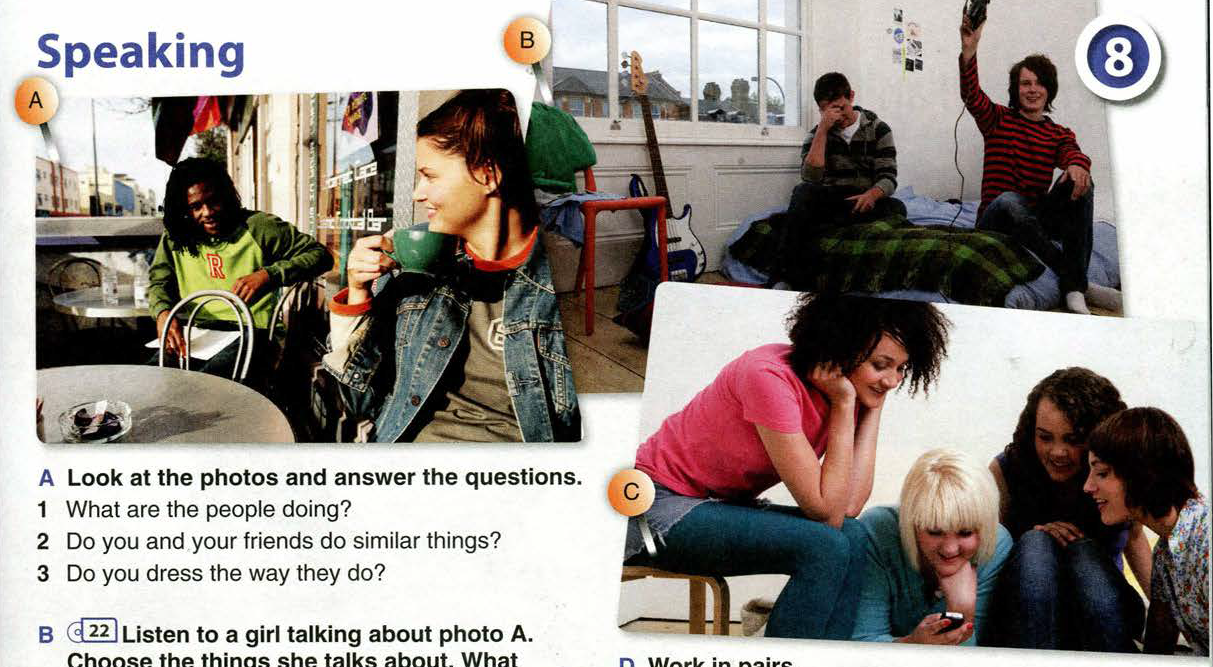 Speaking
A
B
8
R
C
A Look at the photos and answer the questions.
1 What are the people doing?
2 Do you and your friends do similar things?
3 Do you dress the way they do?
B 22 Listen to a girl talking about photo A.
Choose the things she talks about. What
D Work in pairs.